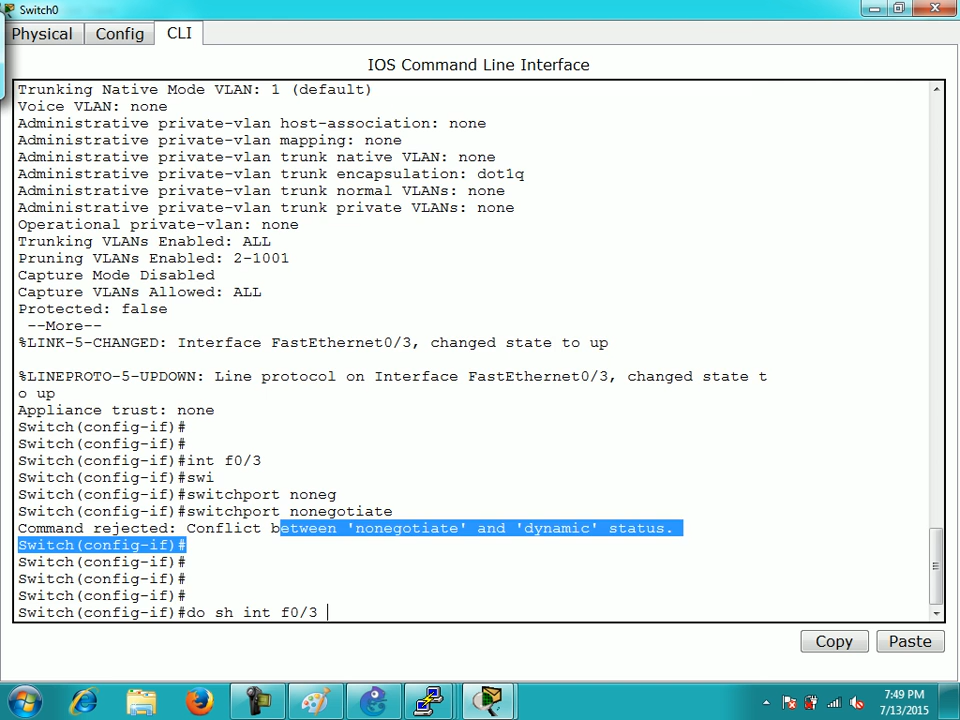 Switch0
Physical Config CLI
IOS Command Line Interface
Trunking Native Mode VLAN: 1 (default)
Voice VLAN: none
Administrative private-vlan host-association: none
Administrative private-vlan mapping: none
Administrative private-vlan trunk native VLAN: none
Administrative private-vlan trunk encapsulation: dot1q
Administrative private-vlan trunk normal VLANs: none
Administrative private-vlan trunk private VLANs: none
Operational private-vlan: none
Trunking VLANs Enabled: ALL
Pruning VLANs Enabled: 2-1001
Capture Mode Disabled
Capture VLANs Allowed: ALL
Protected: false
--More--
%LINK-5-CHANGED: Interface FastEthernet0/3, changed state to up
%LINEPROTO-5-UPDOWN: Line protocol on Interface FastEthernet0/3, changed state t
o up
Appliance trust: none
Switch(config-if)#
Switch(config-if)#
Switch(config-if)#int f0/3
Switch(config-if)#swi
Switch(config-if)#switchport noneg
Switch(config-if)#switchport nonegotiate
Command rejected: Conflict between 'nonegotiate' and 'dynamic' status.
Switch(config-if)#
Switch(config-if)#
Switch(config-if)#
Switch(config-if)#
Switch(config-if)#do sh int f0/3
Copy Paste
7:49 PM
7/13/2015